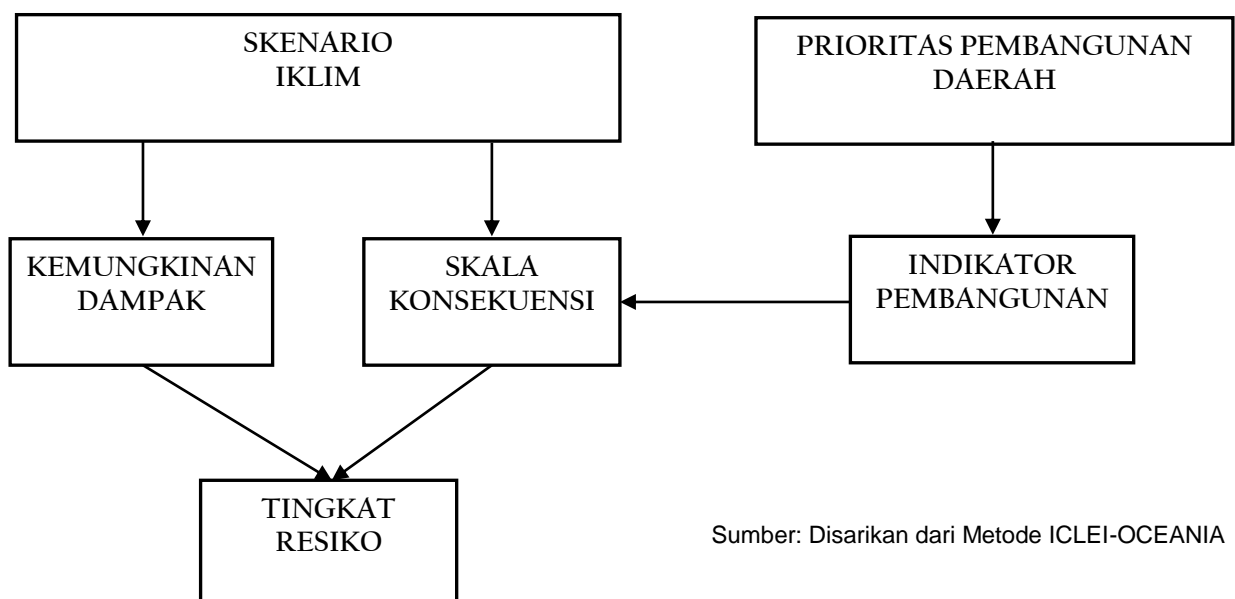 SKENARIO
IKLIM
PRIORITAS PEMBANGUNAN
DAERAH
KEMUNGKINAN
DAMPAK
SKALA
KONSEKUENSI
INDIKATOR
PEMBANGUNAN
TINGKAT
RESIKO
Sumber: Disarikan dari Metode ICLEI-OCEANIA